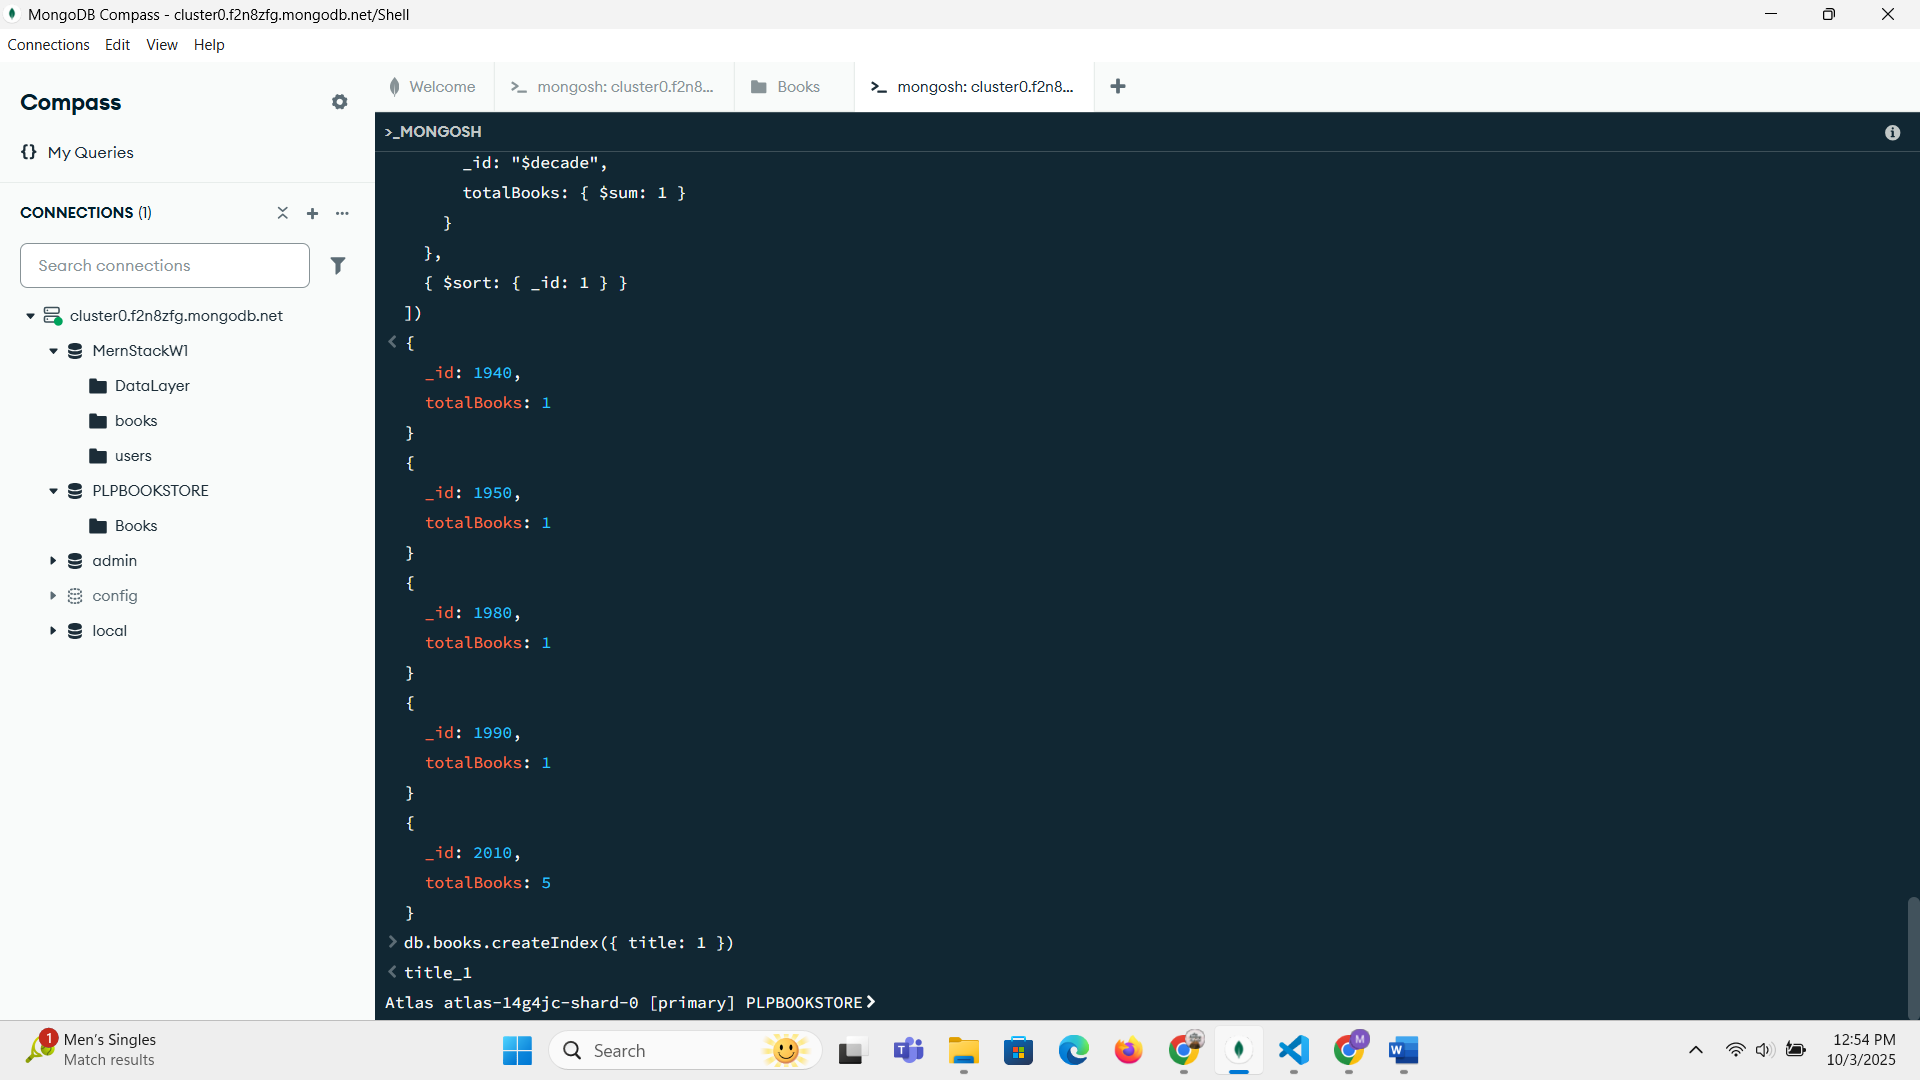 MongoDB Compass - cluster0.f2n8zfg.mongodb.net/Shell
Connections Edit View Help
Compass
{} My Queries
CONNECTIONS (1)
Search connections
cluster0.f2n8zfg.mongodb.net
MernStackW1
DataLayer
books
users
PLPBOOKSTORE
Books
admin
config
local
Welcome
mongosh: cluster0.f2n8...
Books
mongosh: cluster0.f2n8...
>_MONGOSH
_id: "$decade",
totalBooks: { $sum: 1 }
}
},
{ $sort: { _id: 1 } }
])
< {
_id: 1940,
totalBooks: 1
}
{
_id: 1950,
totalBooks: 1
}
{
_id: 1980,
totalBooks: 1
}
{
_id: 1990,
totalBooks: 1
}
{
_id: 2010,
totalBooks: 5
}
> db.books.createIndex({ title: 1 })
< title_1
Atlas atlas-14g4jc-shard-0 [primary] PLPBOOKSTORE>
1
Men's Singles
Match results
Search
M
12:54 PM
10/3/2025